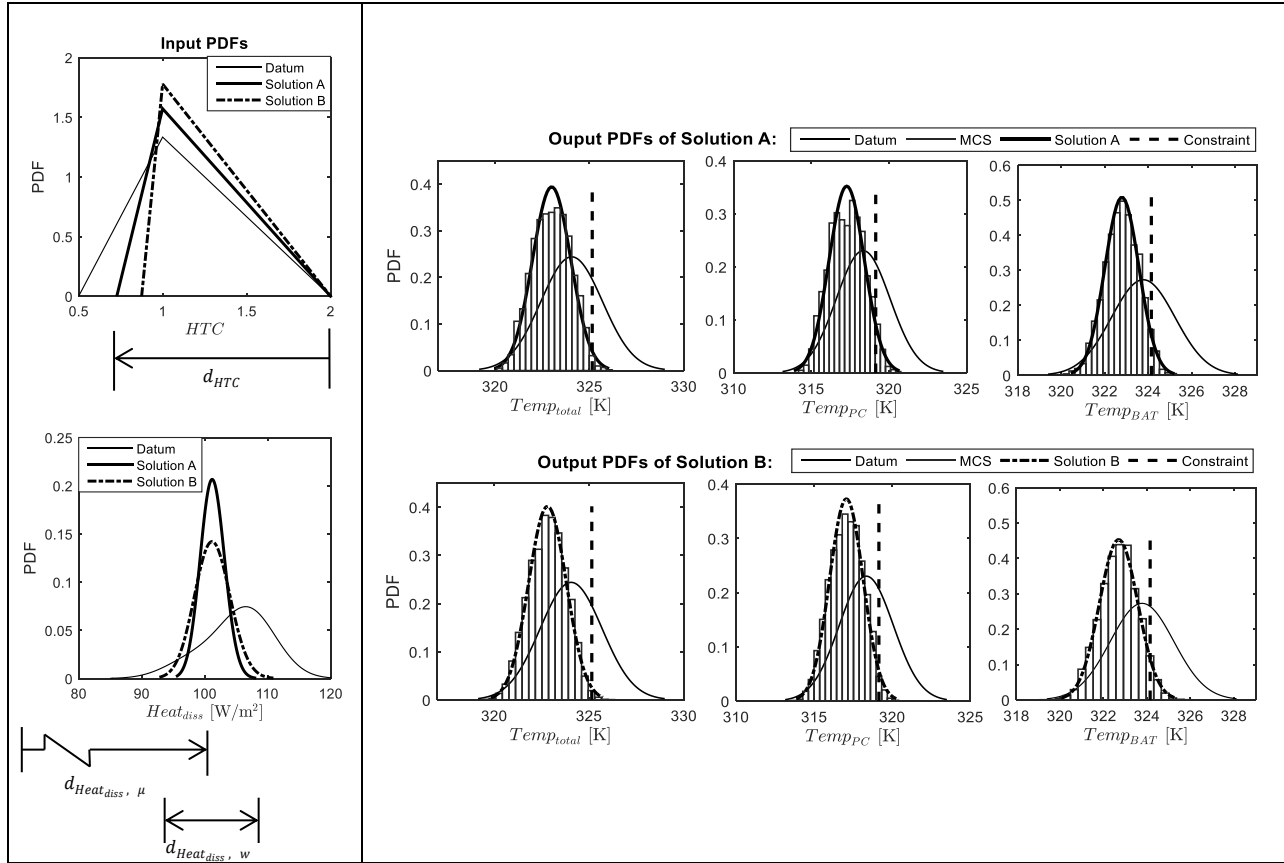 Input PDFs
2
1.5
1
0.5
0
PDF
Datum
Solution A
Solution B
0.5 1 1.5 2
HTC
d_HTC
0.25
0.2
0.15
0.1
0.05
0
PDF
Datum
Solution A
Solution B
80 90 100 110 120
Heat_diss [W/m²]
d_Heat_diss, μ
d_Heat_diss, w
Ouput PDFs of Solution A:
Datum MCS Solution A Constraint
0.4
0.3
0.2
0.1
0
PDF
320 325 330
Temp_total [K]
0.4
0.3
0.2
0.1
0
310 315 320 325
Temp_PC [K]
0.6
0.5
0.4
0.3
0.2
0.1
0
318 320 322 324 326 328
Temp_BAT [K]
Output PDFs of Solution B:
Datum MCS Solution B Constraint
0.4
0.3
0.2
0.1
0
PDF
320 325 330
Temp_total [K]
0.4
0.3
0.2
0.1
0
310 315 320 325
Temp_PC [K]
0.6
0.5
0.4
0.3
0.2
0.1
0
318 320 322 324 326 328
Temp_BAT [K]